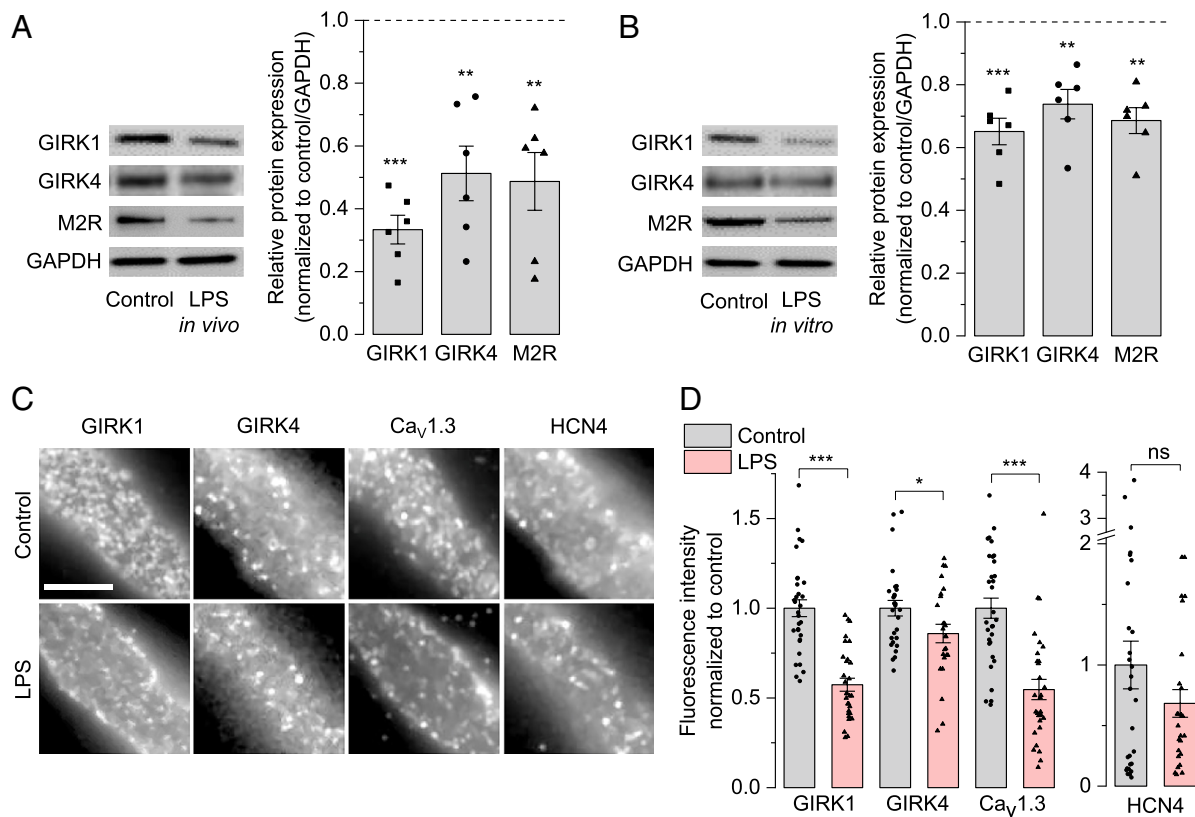 A
GIRK1
GIRK4
M2R
GAPDH
Control LPS
in vivo
Relative protein expression
(normalized to control/GAPDH)
1.0
0.8
0.6
0.4
0.2
0.0
***
**
**
GIRK1 GIRK4 M2R
B
GIRK1
GIRK4
M2R
GAPDH
Control LPS
in vitro
Relative protein expression
(normalized to control/GAPDH)
1.0
0.8
0.6
0.4
0.2
0.0
***
**
**
GIRK1 GIRK4 M2R
C
GIRK1 GIRK4 CaV1.3 HCN4
Control
LPS
D
Control
LPS
Fluorescence intensity
normalized to control
1.5
1.0
0.5
0.0
***
*
***
GIRK1 GIRK4 CaV1.3
4
3
2
1
0
ns
HCN4